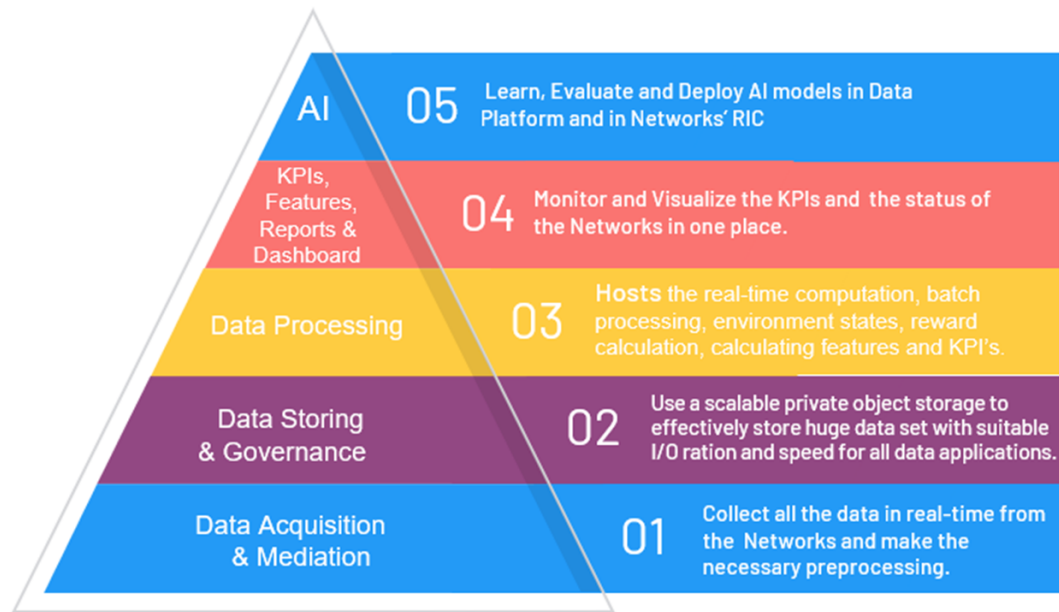 AI
05
Learn, Evaluate and Deploy AI models in Data
Platform and in Networks’ RIC
KPIs,
Features,
Reports &
Dashboard
04
Monitor and Visualize the KPIs and the status of
the Networks in one place.
Data Processing
03
Hosts the real-time computation, batch
processing, environment states, reward
calculation, calculating features and KPI's.
Data Storing
& Governance
02
Use a scalable private object storage to
effectively store huge data set with suitable
I/O ration and speed for all data applications.
Data Acquisition
& Mediation
01
Collect all the data in real-time from
the Networks and make the
necessary preprocessing.